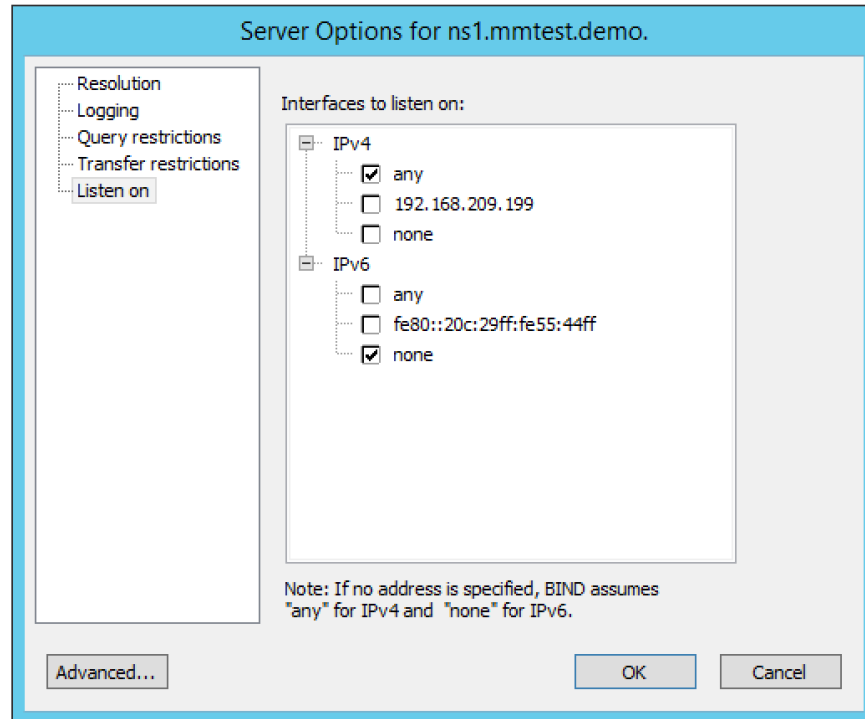 Server Options for ns1.mmtest.demo.
Resolution
Logging
Query restrictions
Transfer restrictions
Listen on
Interfaces to listen on:
IPv4
any
192.168.209.199
none
IPv6
any
fe80::20c:29ff:fe55:44ff
none
Note: If no address is specified, BIND assumes
"any" for IPv4 and "none" for IPv6.
Advanced...
OK
Cancel